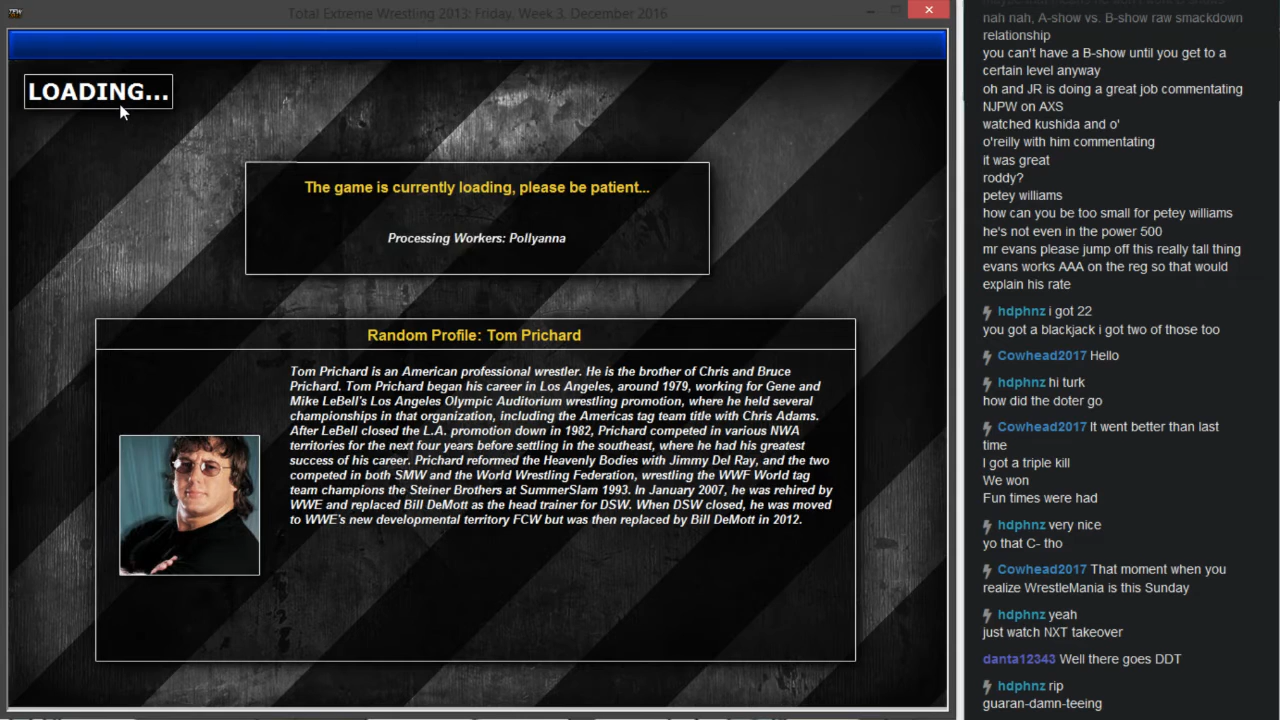 Total Extreme Wrestling 2013: Friday, Week 3, December 2016
LOADING...
The game is currently loading, please be patient...
Processing Workers: Pollyanna
Random Profile: Tom Prichard
Tom Prichard is an American professional wrestler. He is the brother of Chris and Bruce
Prichard. Tom Prichard began his career in Los Angeles, around 1979, working for Gene and
Mike LeBell's Los Angeles Olympic Auditorium wrestling promotion, where he held several
championships in that organization, including the Americas tag team title with Chris Adams.
After LeBell closed the L.A. promotion down in 1982, Prichard competed in various NWA
territories for the next four years before settling in the southeast, where he had his greatest
success of his career. Prichard reformed the Heavenly Bodies with Jimmy Del Ray, and the two
competed in both SMW and the World Wrestling Federation, wrestling the WWF World tag
team champions the Steiner Brothers at SummerSlam 1993. In January 2007, he was rehired by
WWE and replaced Bill DeMott as the head trainer for DSW. When DSW closed, he was moved
to WWE's new developmental territory FCW but was then replaced by Bill DeMott in 2012.
nah nah, A-show vs. B-show raw smackdown
relationship
you can't have a B-show until you get to a
certain level anyway
oh and JR is doing a great job commentating
NJPW on AXS
watched kushida and o'
o'reilly with him commentating
it was great
roddy?
petey williams
how can you be too small for petey williams
he's not even in the power 500
mr evans please jump off this really tall thing
evans works AAA on the reg so that would
explain his rate
hdphnz i got 22
you got a blackjack i got two of those too
Cowhead2017 Hello
hdphnz hi turk
how did the doter go
Cowhead2017 It went better than last
time
I got a triple kill
We won
Fun times were had
hdphnz very nice
yo that C- tho
Cowhead2017 That moment when you
realize WrestleMania is this Sunday
hdphnz yeah
just watch NXT takeover
danta12343 Well there goes DDT
hdphnz rip
guaran-damn-teeing